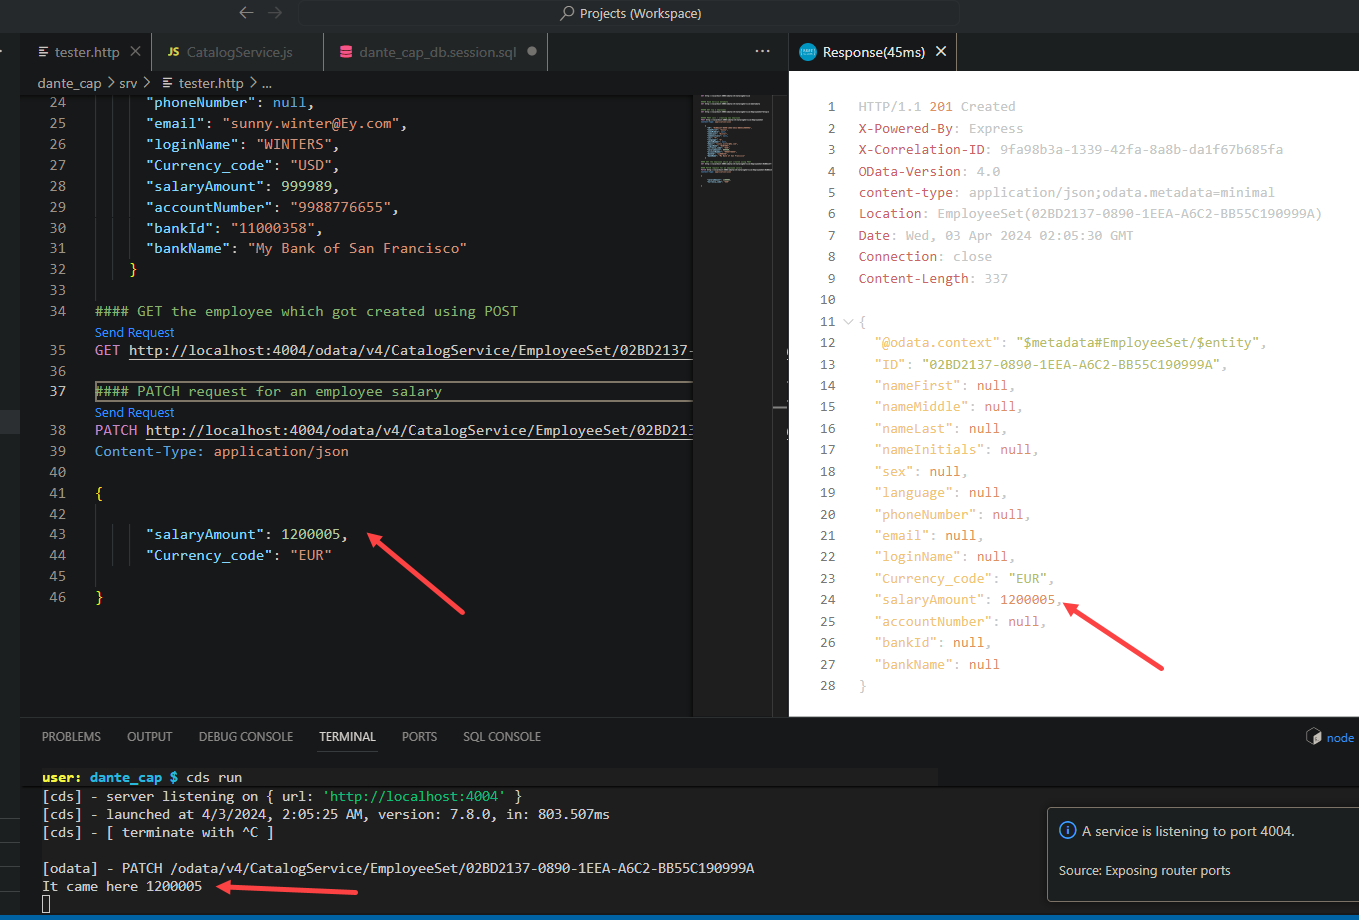 Projects (Workspace)
tester.http
JS CatalogService.js
dante_cap_db.session.sql
Response(45ms)
dante_cap > srv > tester.http > ...
24 "phoneNumber": null,
25 "email": "sunny.winter@Ey.com",
26 "loginName": "WINTERS",
27 "Currency_code": "USD",
28 "salaryAmount": 999989,
29 "accountNumber": "9988776655",
30 "bankId": "11000358",
31 "bankName": "My Bank of San Francisco"
32 }
33
34 #### GET the employee which got created using POST
Send Request
35 GET http://localhost:4004/odata/v4/CatalogService/EmployeeSet/02BD2137-
36
37 #### PATCH request for an employee salary
Send Request
38 PATCH http://localhost:4004/odata/v4/CatalogService/EmployeeSet/02BD213
39 Content-Type: application/json
40
41 {
42
43 "salaryAmount": 1200005,
44 "Currency_code": "EUR"
45
46 }
1 HTTP/1.1 201 Created
2 X-Powered-By: Express
3 X-Correlation-ID: 9fa98b3a-1339-42fa-8a8b-da1f67b685fa
4 OData-Version: 4.0
5 content-type: application/json;odata.metadata=minimal
6 Location: EmployeeSet(02BD2137-0890-1EEA-A6C2-BB55C190999A)
7 Date: Wed, 03 Apr 2024 02:05:30 GMT
8 Connection: close
9 Content-Length: 337
10
11 {
12 "@odata.context": "$metadata#EmployeeSet/$entity",
13 "ID": "02BD2137-0890-1EEA-A6C2-BB55C190999A",
14 "nameFirst": null,
15 "nameMiddle": null,
16 "nameLast": null,
17 "nameInitials": null,
18 "sex": null,
19 "language": null,
20 "phoneNumber": null,
21 "email": null,
22 "loginName": null,
23 "Currency_code": "EUR",
24 "salaryAmount": 1200005,
25 "accountNumber": null,
26 "bankId": null,
27 "bankName": null
28 }
PROBLEMS OUTPUT DEBUG CONSOLE TERMINAL PORTS SQL CONSOLE
node
user: dante_cap $ cds run
[cds] - server listening on { url: 'http://localhost:4004' }
[cds] - launched at 4/3/2024, 2:05:25 AM, version: 7.8.0, in: 803.507ms
[cds] - [ terminate with ^C ]
[odata] - PATCH /odata/v4/CatalogService/EmployeeSet/02BD2137-0890-1EEA-A6C2-BB55C190999A
It came here 1200005
A service is listening to port 4004.
Source: Exposing router ports